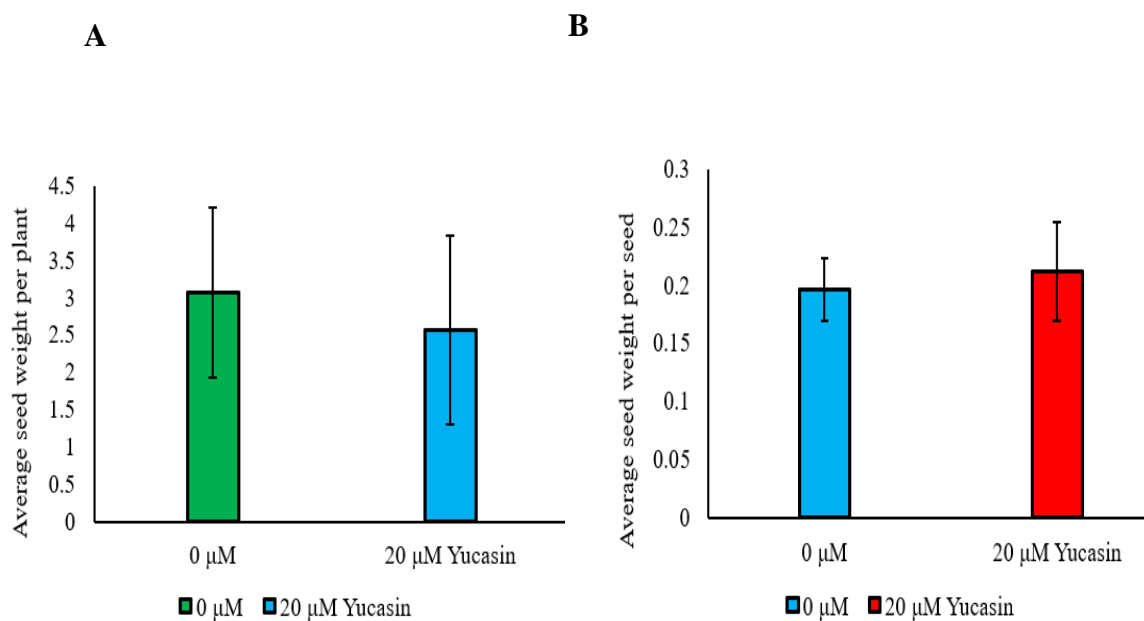 A
B
Average seed weight per plant
4.5
4
3.5
3
2.5
2
1.5
1
0.5
0
0 μM
20 μM Yucasin
0 μM
20 μM Yucasin
Average seed weight per seed
0.3
0.25
0.2
0.15
0.1
0.05
0
0 μM
20 μM Yucasin
0 μM
20 μM Yucasin